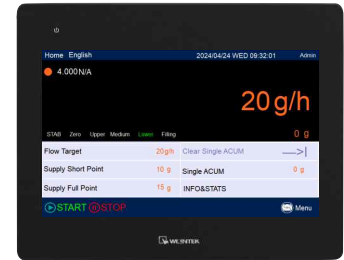 Home English 2024/04/24 WED 09:32:01 Admin
4.000N/A
20g/h
STAB Zero Upper Medium Lower Filing 0 g
Flow Target 20g/h Clear Single ACUM —>|
Supply Short Point 10 g Single ACUM 0 g
Supply Full Point 15 g INFO&STATS
START STOP Menu
WEINTEK